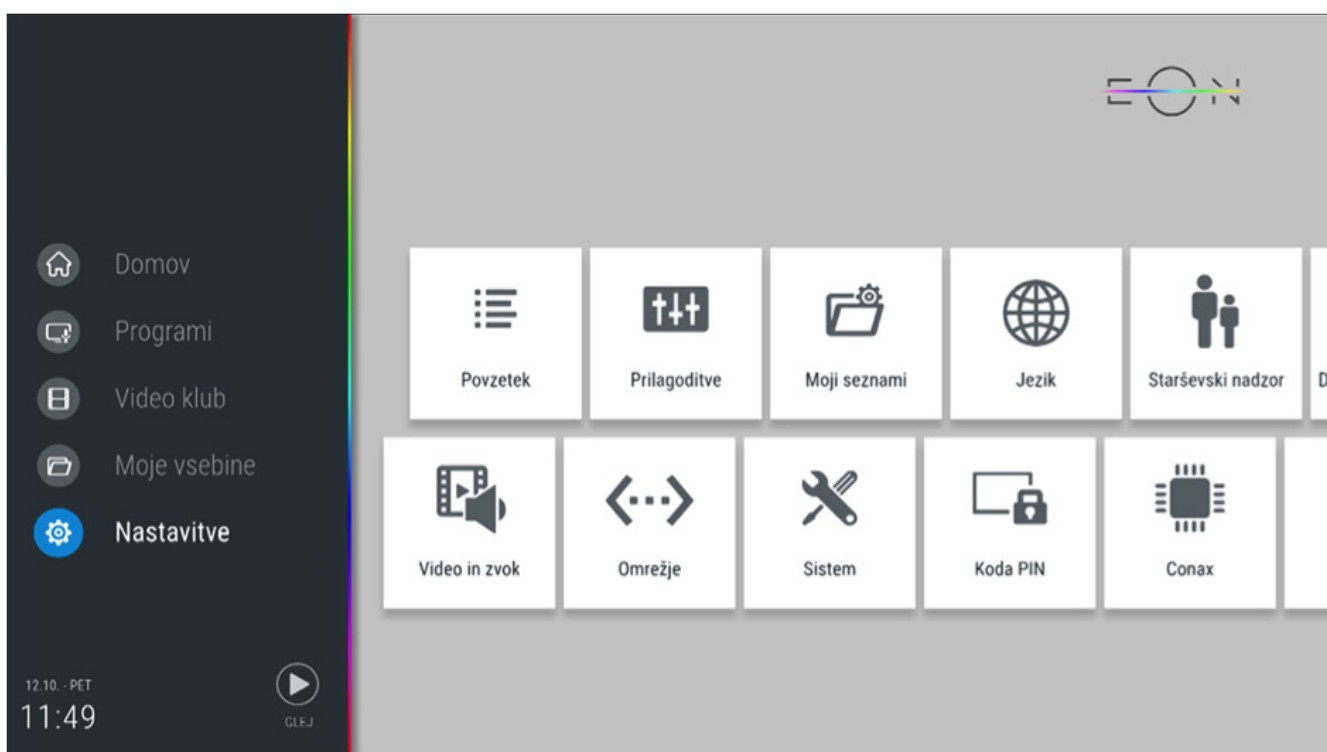 EON
Domov
Programi
Video klub
Moje vsebine
Nastavitve
12.10. - PET
11:49
GLEJ
Povzetek
Prilagoditve
Moji seznami
Jezik
Starševski nadzor
D
Video in zvok
Omrežje
Sistem
Koda PIN
Conax